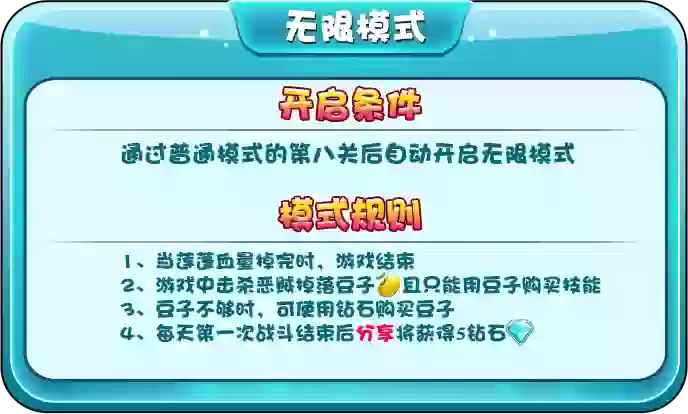 无限模式
开启条件
通过普通模式的第八关后自动开启无限模式
模式规则
1、当莲蓬血量掉完时，游戏结束
2、游戏中击杀恶贼掉落豆子且只能用豆子购买技能
3、豆子不够时，可使用钻石购买豆子
4、每天第一次战斗结束后分享将获得5钻石